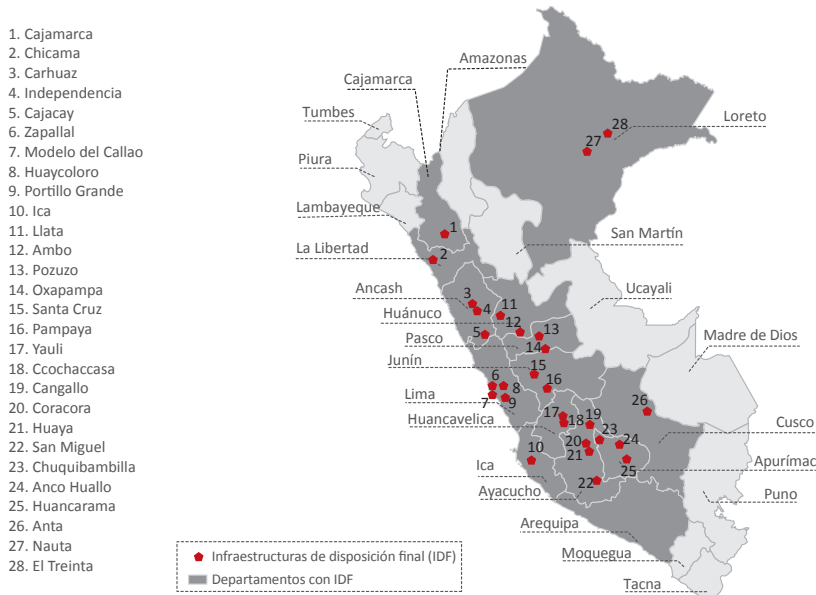 1. Cajamarca
2. Chicama
3. Carhuaz
4. Independencia
5. Cajacay
6. Zapallal
7. Modelo del Callao
8. Huaycoloro
9. Portillo Grande
10. Ica
11. Llata
12. Ambo
13. Pozuzo
14. Oxapampa
15. Santa Cruz
16. Pampaya
17. Yauli
18. Ccochaccasa
19. Cangallo
20. Coracora
21. Huaya
22. San Miguel
23. Chuquibambilla
24. Anco Huallo
25. Huancarama
26. Anta
27. Nauta
28. El Treinta
Amazonas
Cajamarca
Tumbes
Loreto
28
27
Piura
Lambayeque
1
San Martín
La Libertad
2
Ancash
3
4
11
Ucayali
Huánuco
12
13
5
Madre de Dios
Pasco
14
Junín
15
16
6
8
26
Lima
7
9
17
19
Huancavelica
18
23
24
Cusco
20
10
21
25
Apurímac
Ica
22
Puno
Ayacucho
Arequipa
Moquegua
Tacna
Infraestructuras de disposición final (IDF)
Departamentos con IDF